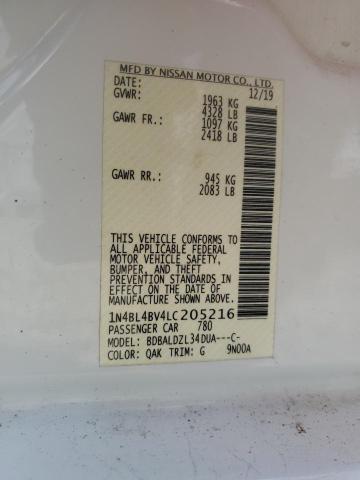 MFD BY NISSAN MOTOR CO., LTD.
DATE: 12/19
GVWR: 1963 KG
4328 LB
GAWR FR.: 1097 KG
2418 LB
GAWR RR.: 945 KG
2083 LB
THIS VEHICLE CONFORMS TO
ALL APPLICABLE FEDERAL
MOTOR VEHICLE SAFETY,
BUMPER, AND THEFT
PREVENTION STANDARDS IN
EFFECT ON THE DATE OF
MANUFACTURE SHOWN ABOVE.
1N4BL4BV4LC205216
PASSENGER CAR 780
MODEL: BDBALDZL34DUA---C-
COLOR: QAK TRIM: G 9N00A